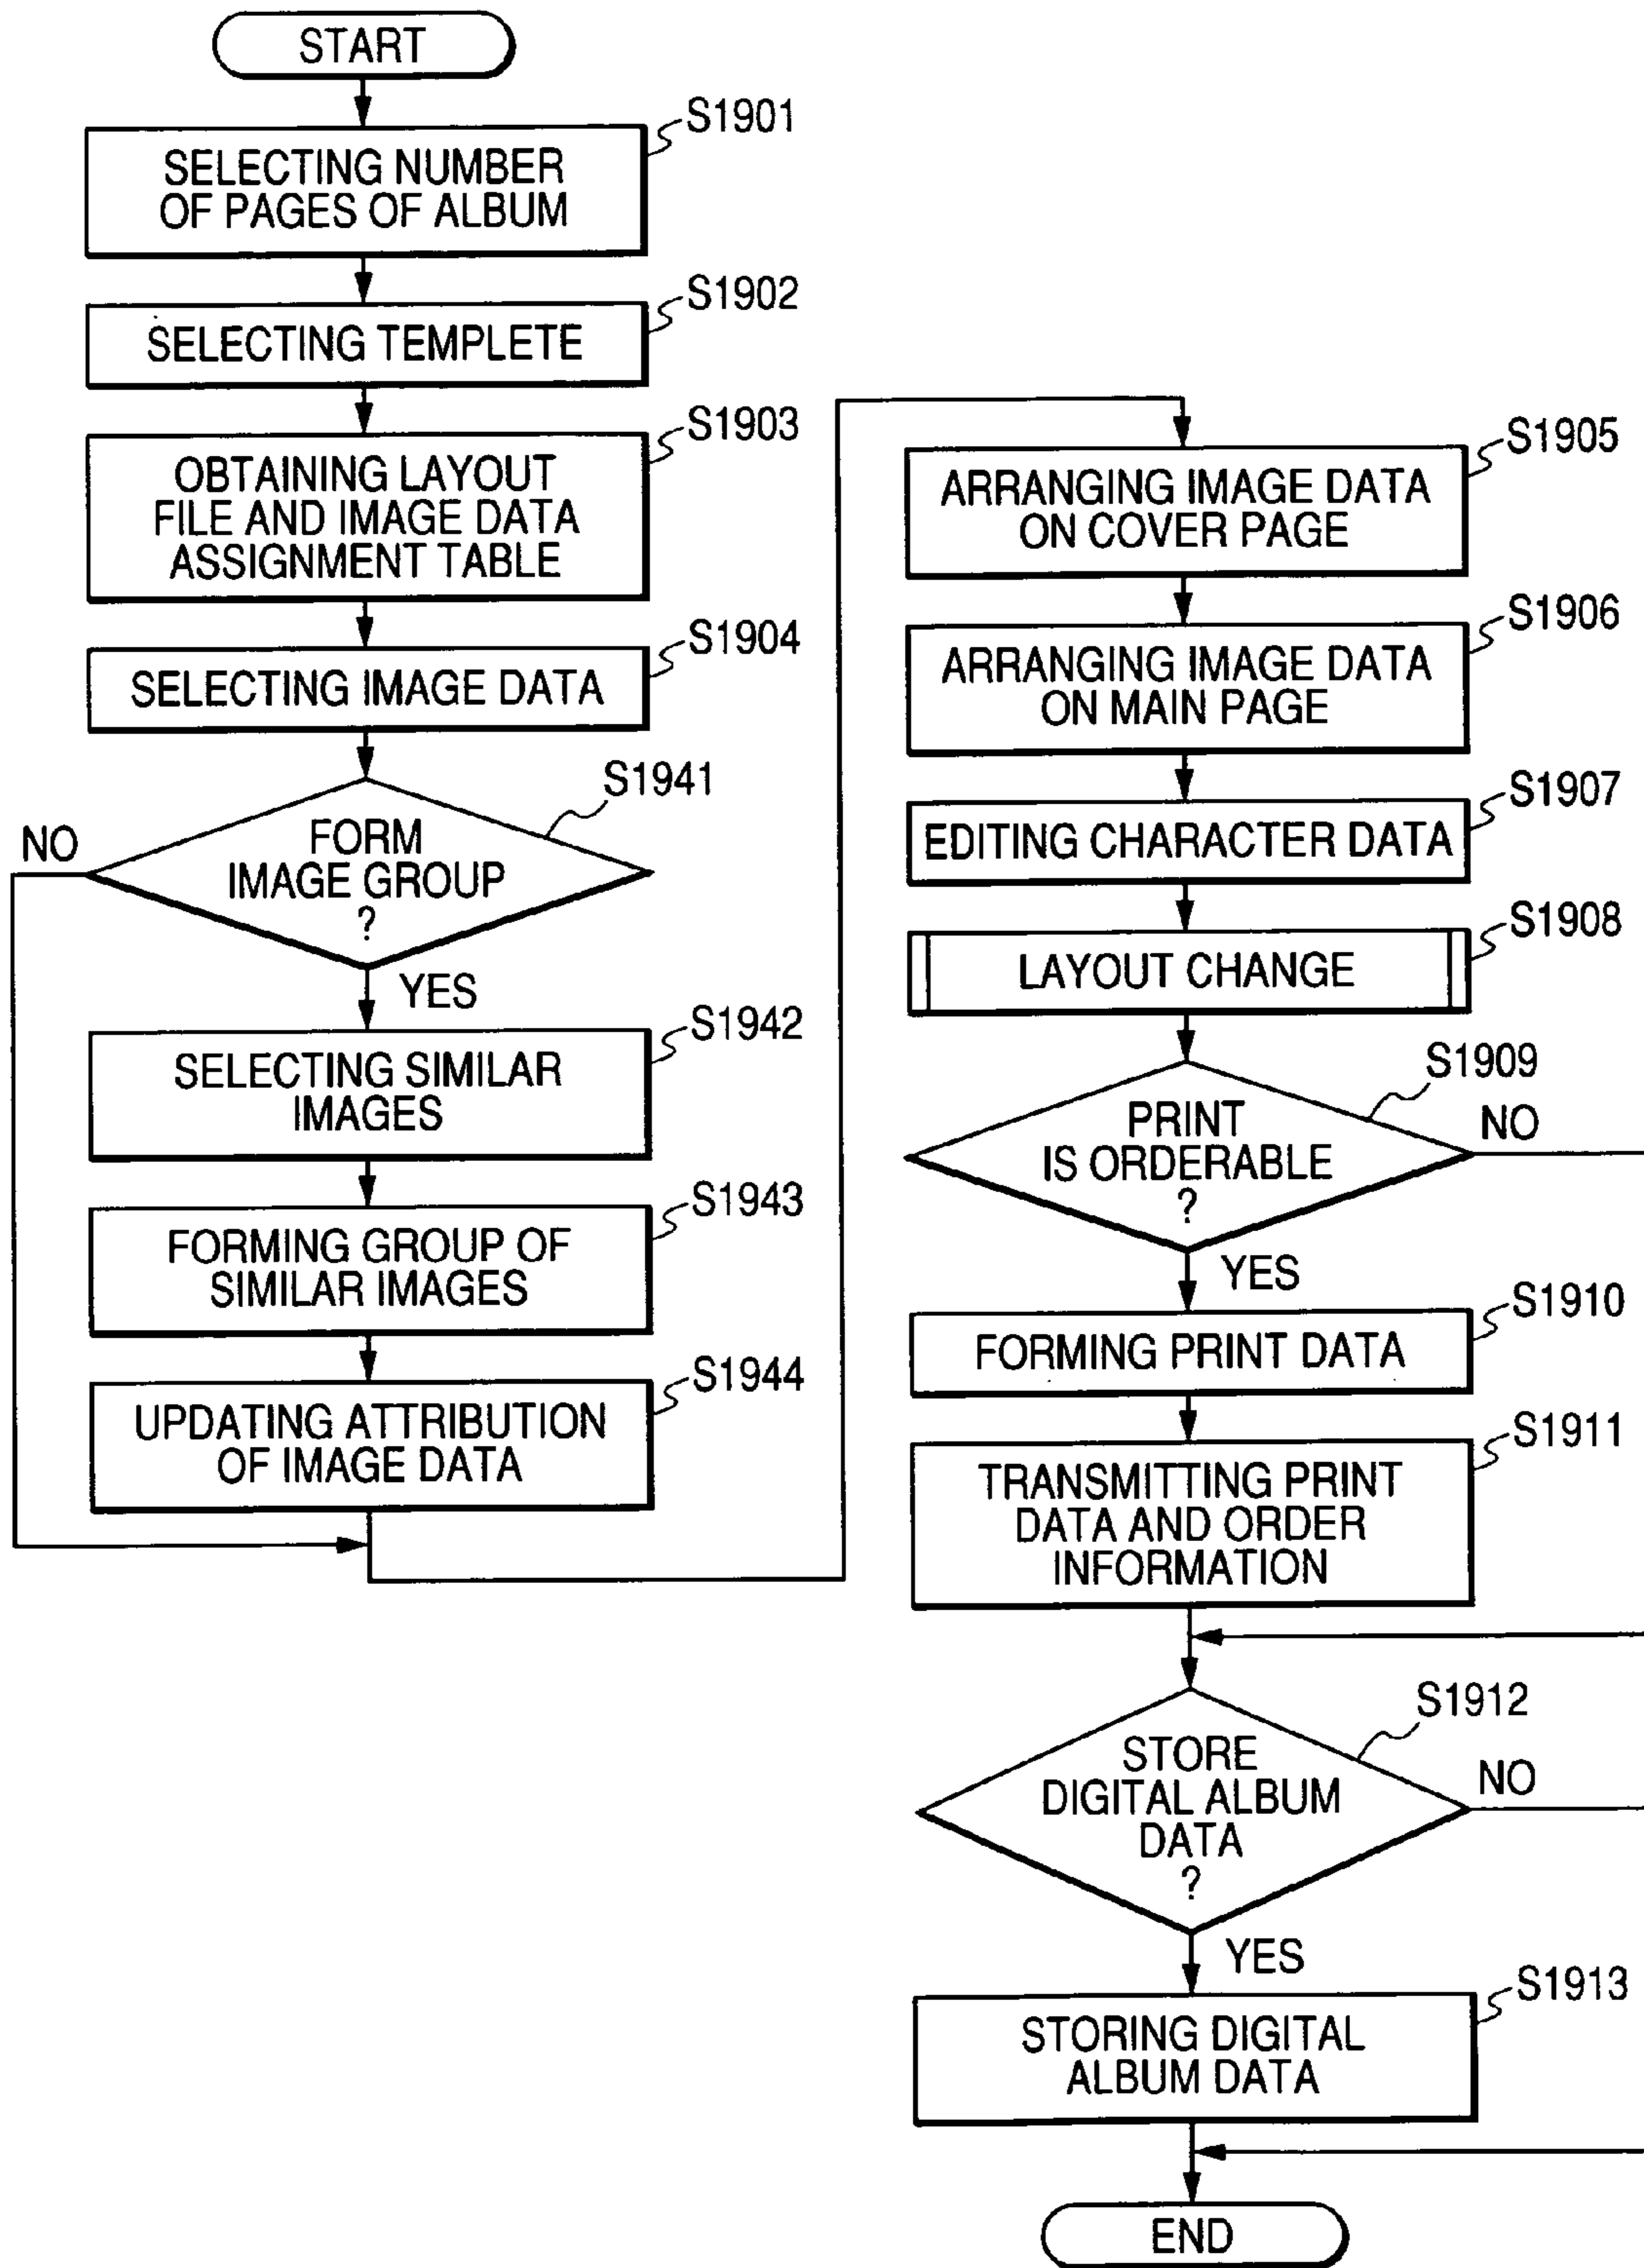 START
S1901
SELECTING NUMBER
OF PAGES OF ALBUM
S1902
SELECTING TEMPLETE
S1903
OBTAINING LAYOUT
FILE AND IMAGE DATA
ASSIGNMENT TABLE
S1904
SELECTING IMAGE DATA
S1941
FORM
IMAGE GROUP
?
NO
YES
S1942
SELECTING SIMILAR
IMAGES
S1943
FORMING GROUP OF
SIMILAR IMAGES
S1944
UPDATING ATTRIBUTION
OF IMAGE DATA
S1905
ARRANGING IMAGE DATA
ON COVER PAGE
S1906
ARRANGING IMAGE DATA
ON MAIN PAGE
S1907
EDITING CHARACTER DATA
S1908
LAYOUT CHANGE
S1909
PRINT
IS ORDERABLE
?
NO
YES
S1910
FORMING PRINT DATA
S1911
TRANSMITTING PRINT
DATA AND ORDER
INFORMATION
S1912
STORE
DIGITAL ALBUM
DATA
?
NO
YES
S1913
STORING DIGITAL
ALBUM DATA
END